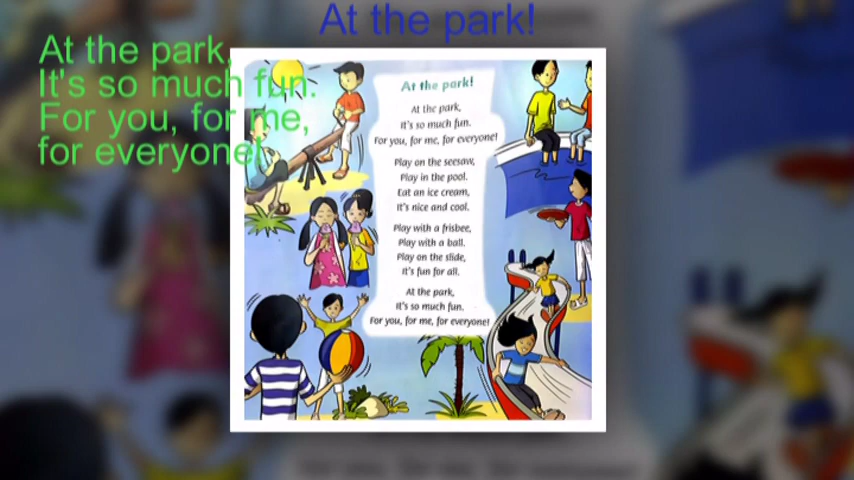 At the park!
At the park,
It's so much fun.
For you, for me,
for everyone!
At the park!
At the park,
It's so much fun.
For you, for me, for everyone!
Play on the seesaw,
Play in the pool.
Eat an ice cream,
It's nice and cool.
Play with a frisbee,
Play with a ball.
Play on the slide,
It's fun for all.
At the park,
It's so much fun.
For you, for me, for everyone!